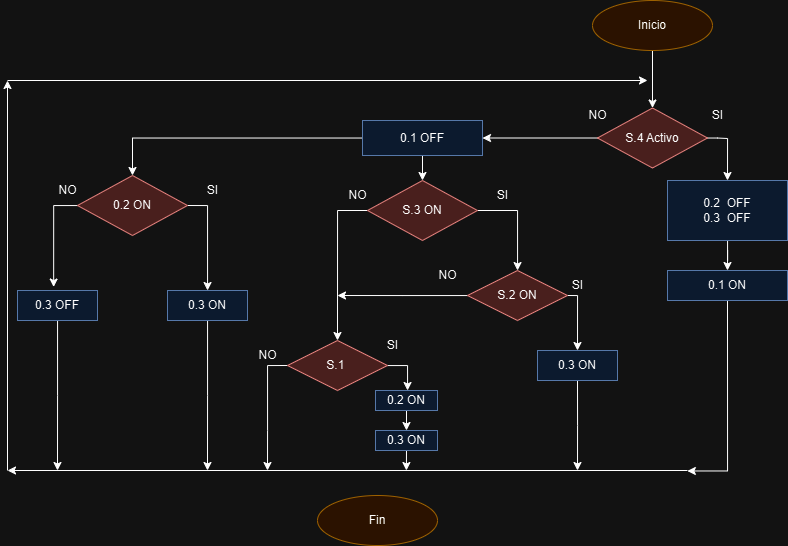 Inicio
NO
SI
S.4 Activo
0.1 OFF
NO
SI
0.2 ON
NO
SI
S.3 ON
0.2  OFF
0.3  OFF
NO
S.2 ON
SI
0.1 ON
0.3 OFF
0.3 ON
NO
S.1
SI
0.3 ON
0.2 ON
0.3 ON
Fin